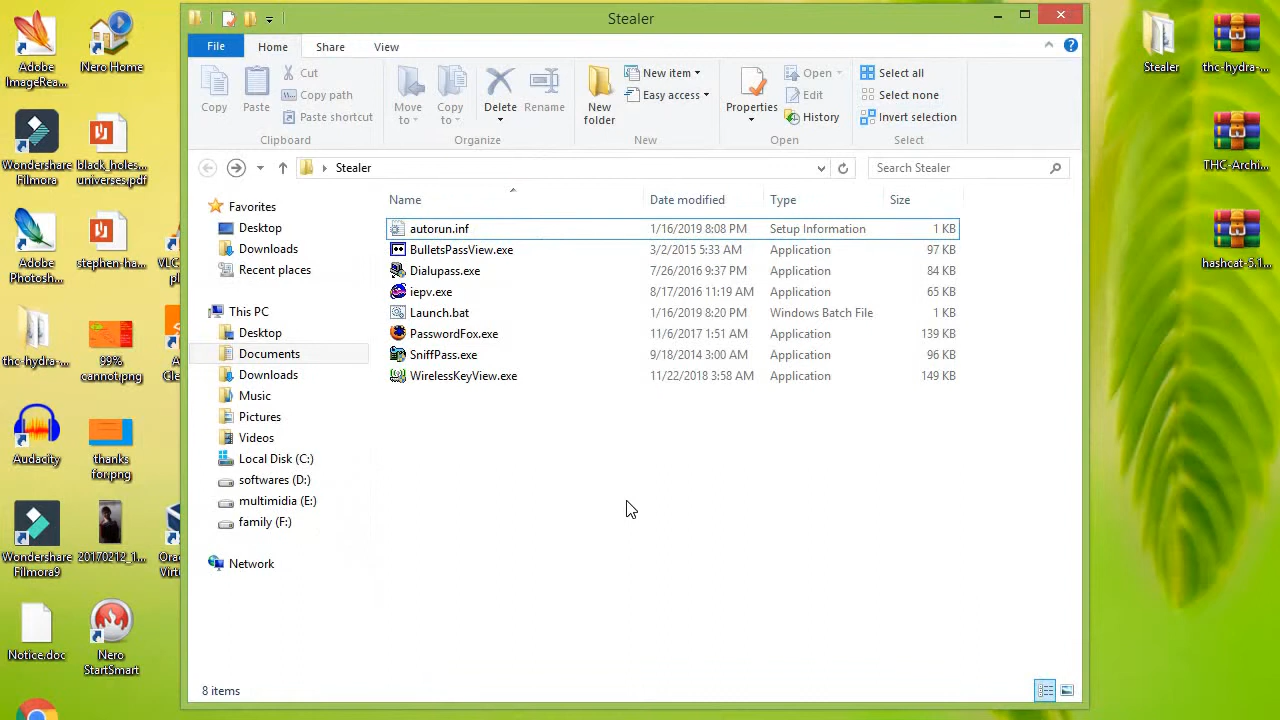 Stealer
File Home Share View
Copy Paste Cut Copy path Paste shortcut
Clipboard
Move to Copy to Delete Rename
Organize
New folder New item Easy access
New
Properties Open Edit History
Open
Select all Select none Invert selection
Select
Stealer
Search Stealer
Name Date modified Type Size
autorun.inf 1/16/2019 8:08 PM Setup Information 1 KB
BulletsPassView.exe 3/2/2015 5:33 AM Application 97 KB
Dialupass.exe 7/26/2016 9:37 PM Application 84 KB
iepv.exe 8/17/2016 11:19 AM Application 65 KB
Launch.bat 1/16/2019 8:20 PM Windows Batch File 1 KB
PasswordFox.exe 11/6/2017 1:51 AM Application 139 KB
SniffPass.exe 9/18/2014 3:00 AM Application 96 KB
WirelessKeyView.exe 11/22/2018 3:58 AM Application 149 KB
Favorites
Desktop
Downloads
Recent places
This PC
Desktop
Documents
Downloads
Music
Pictures
Videos
Local Disk (C:)
softwares (D:)
multimidia (E:)
family (F:)
Network
8 items
Adobe
ImageRea...
Nero Home
Wondershare
Filmora
black_holes...
universes.pdf
Adobe
Photosh...
stephen-ha...
thc-hydra-...
99%
cannot.png
Audacity
thanks
for.png
Wondershare
Filmora9
20170212_1...
Notice.doc
Nero
StartSmart
Stealer
thc-hydra-...
THC-Archi...
hashcat-5.1...